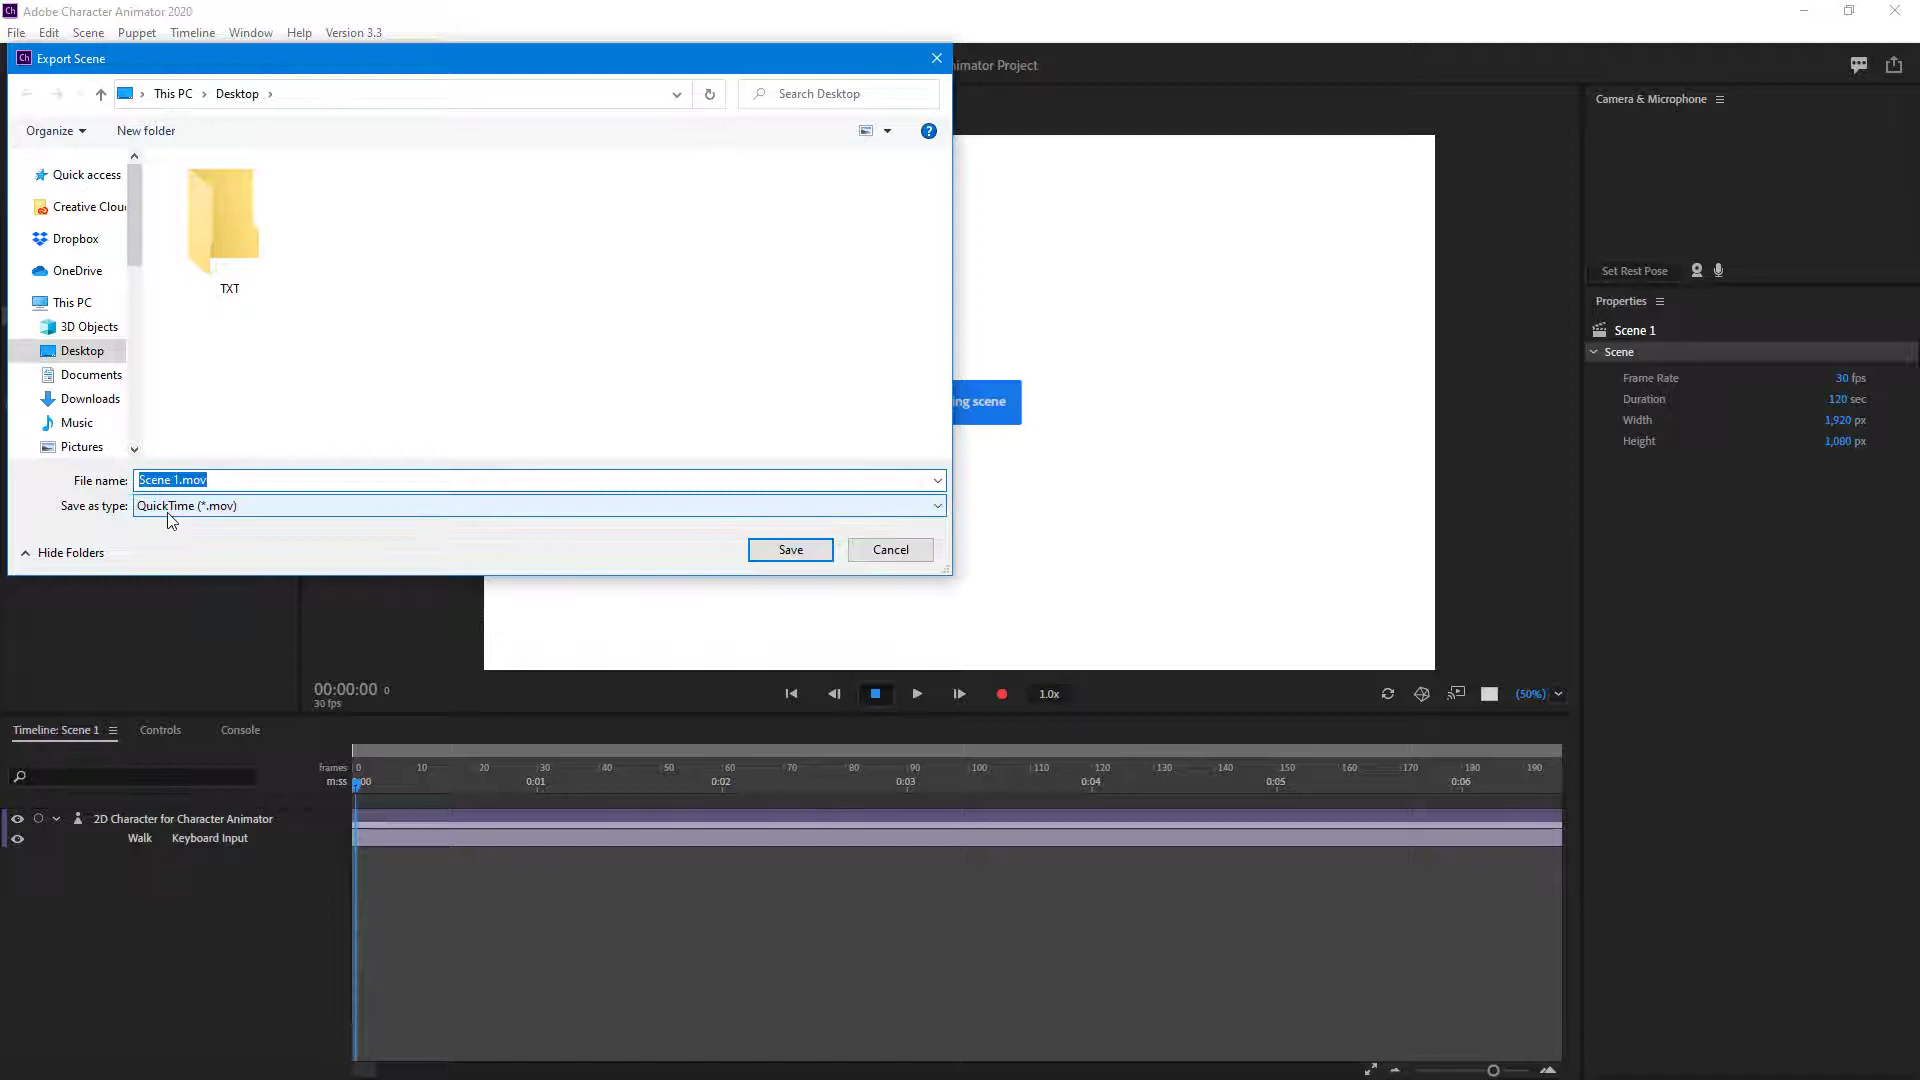 Ch Adobe Character Animator 2020
File Edit Scene Puppet Timeline Window Help Version 3.3
Ch Export Scene
imator Project
This PC > Desktop >
Search Desktop
Organize New folder
?
Quick access
Creative Clou
Dropbox
OneDrive
This PC
3D Objects
Desktop
Documents
Downloads
Music
Pictures
TXT
File name: Scene 1.mov
Save as type: QuickTime (*.mov)
Hide Folders
Save Cancel
ing scene
Camera & Microphone
Set Rest Pose
Properties
Scene 1
Scene
Frame Rate 30 fps
Duration 120 sec
Width 1,920 px
Height 1,080 px
00:00:00 0
30 fps
1.0x
(50%)
Timeline: Scene 1 Controls Console
frames 0 10 20 30 40 50 60 70 80 90 100 110 120 130 140 150 160 170 180 190
m:ss :00 0:01 0:02 0:03 0:04 0:05 0:06
2D Character for Character Animator
Walk Keyboard Input